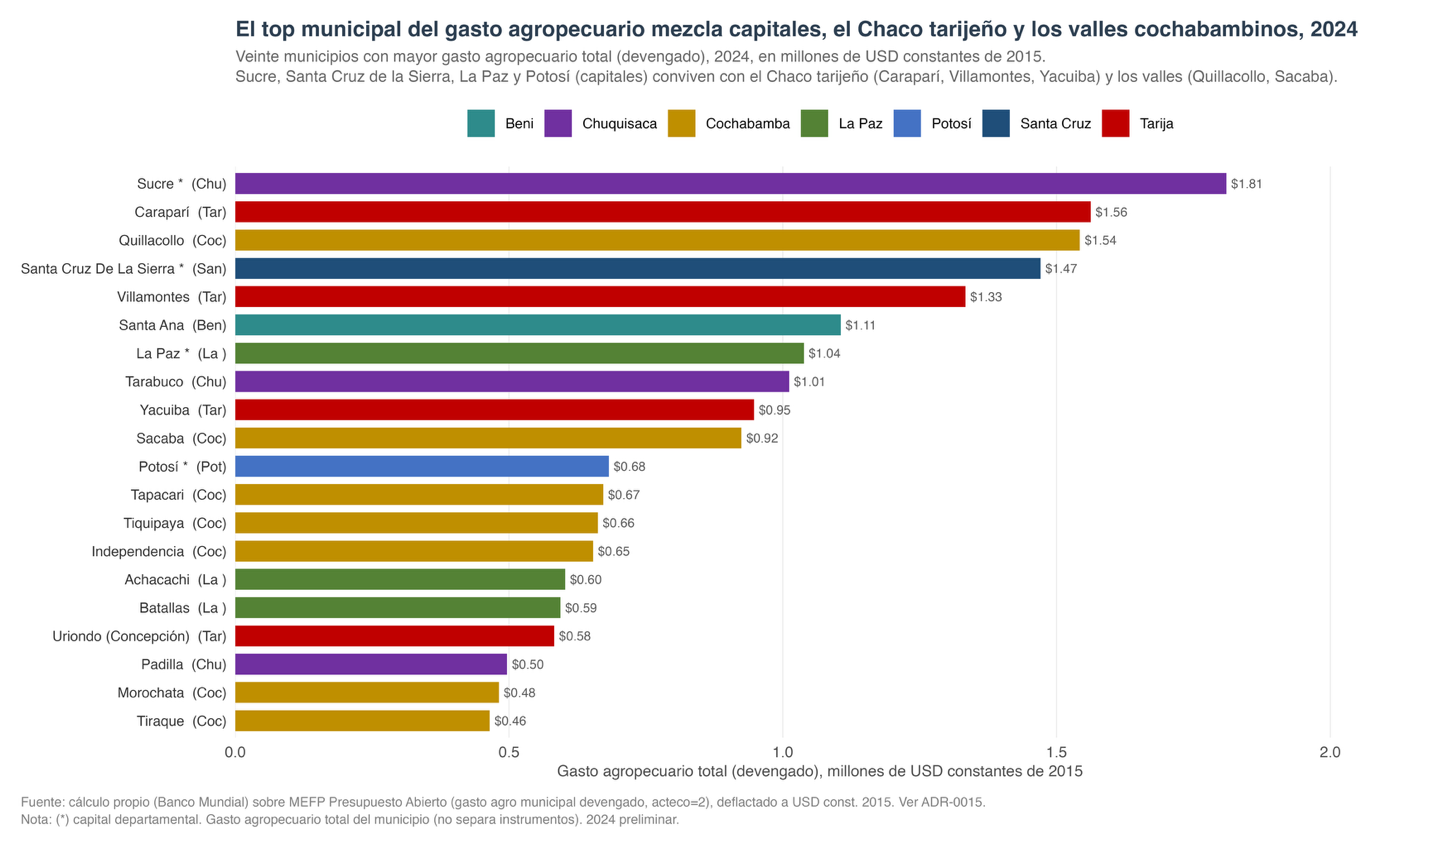 El top municipal del gasto agropecuario mezcla capitales, el Chaco tarijeño y los valles cochabambinos, 2024
Veinte municipios con mayor gasto agropecuario total (devengado), 2024, en millones de USD constantes de 2015.
Sucre, Santa Cruz de la Sierra, La Paz y Potosí (capitales) conviven con el Chaco tarijeño (Caraparí, Villamontes, Yacuiba) y los valles (Quillacollo, Sacaba).
Beni Chuquisaca Cochabamba La Paz Potosí Santa Cruz Tarija
Sucre * (Chu) $1.81
Caraparí (Tar) $1.56
Quillacollo (Coc) $1.54
Santa Cruz De La Sierra * (San) $1.47
Villamontes (Tar) $1.33
Santa Ana (Ben) $1.11
La Paz * (La ) $1.04
Tarabuco (Chu) $1.01
Yacuiba (Tar) $0.95
Sacaba (Coc) $0.92
Potosí * (Pot) $0.68
Tapacari (Coc) $0.67
Tiquipaya (Coc) $0.66
Independencia (Coc) $0.65
Achacachi (La ) $0.60
Batallas (La ) $0.59
Uriondo (Concepción) (Tar) $0.58
Padilla (Chu) $0.50
Morochata (Coc) $0.48
Tiraque (Coc) $0.46
0.0 0.5 1.0 1.5 2.0
Gasto agropecuario total (devengado), millones de USD constantes de 2015
Fuente: cálculo propio (Banco Mundial) sobre MEFP Presupuesto Abierto (gasto agro municipal devengado, acteco=2), deflactado a USD const. 2015. Ver ADR-0015.
Nota: (*) capital departamental. Gasto agropecuario total del municipio (no separa instrumentos). 2024 preliminar.